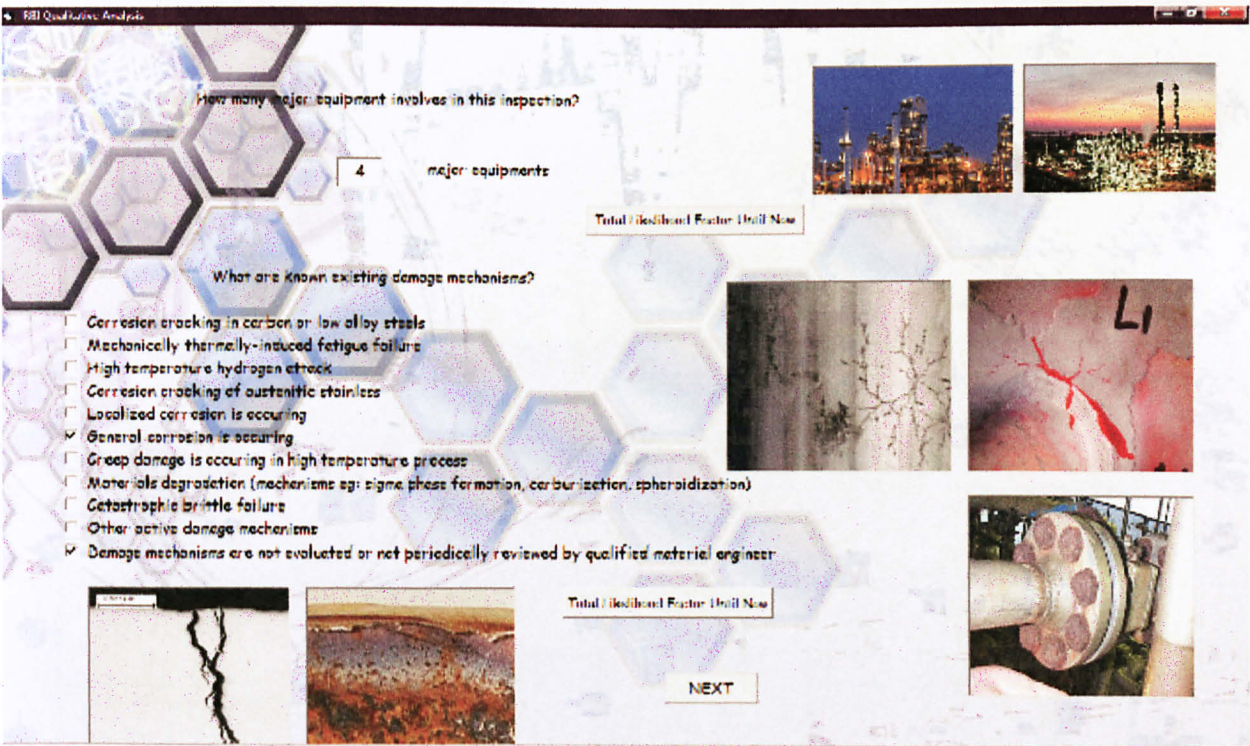 RBI Qualitative Analysis
How many major equipment involves in this inspection?
4 major equipments
Total Likelihood Factor Until Now
What are known existing damage mechanisms?
Corrosion cracking in carbon or low alloy steels
Mechanically thermally-induced fatigue failure
High temperature hydrogen attack
Corrosion cracking of austenitic stainless
Localized corrosion is occuring
General corrosion is occuring
Creep damage is occuring in high temperature process
Materials degradation (mechanisms eg: sigma phase formation, carburization, spheroidization)
Catastrophic brittle failure
Other active damage mechanisms
Damage mechanisms are not evaluated or not periodically reviewed by qualified material engineer
Total Likelihood Factor Until Now
NEXT
L1